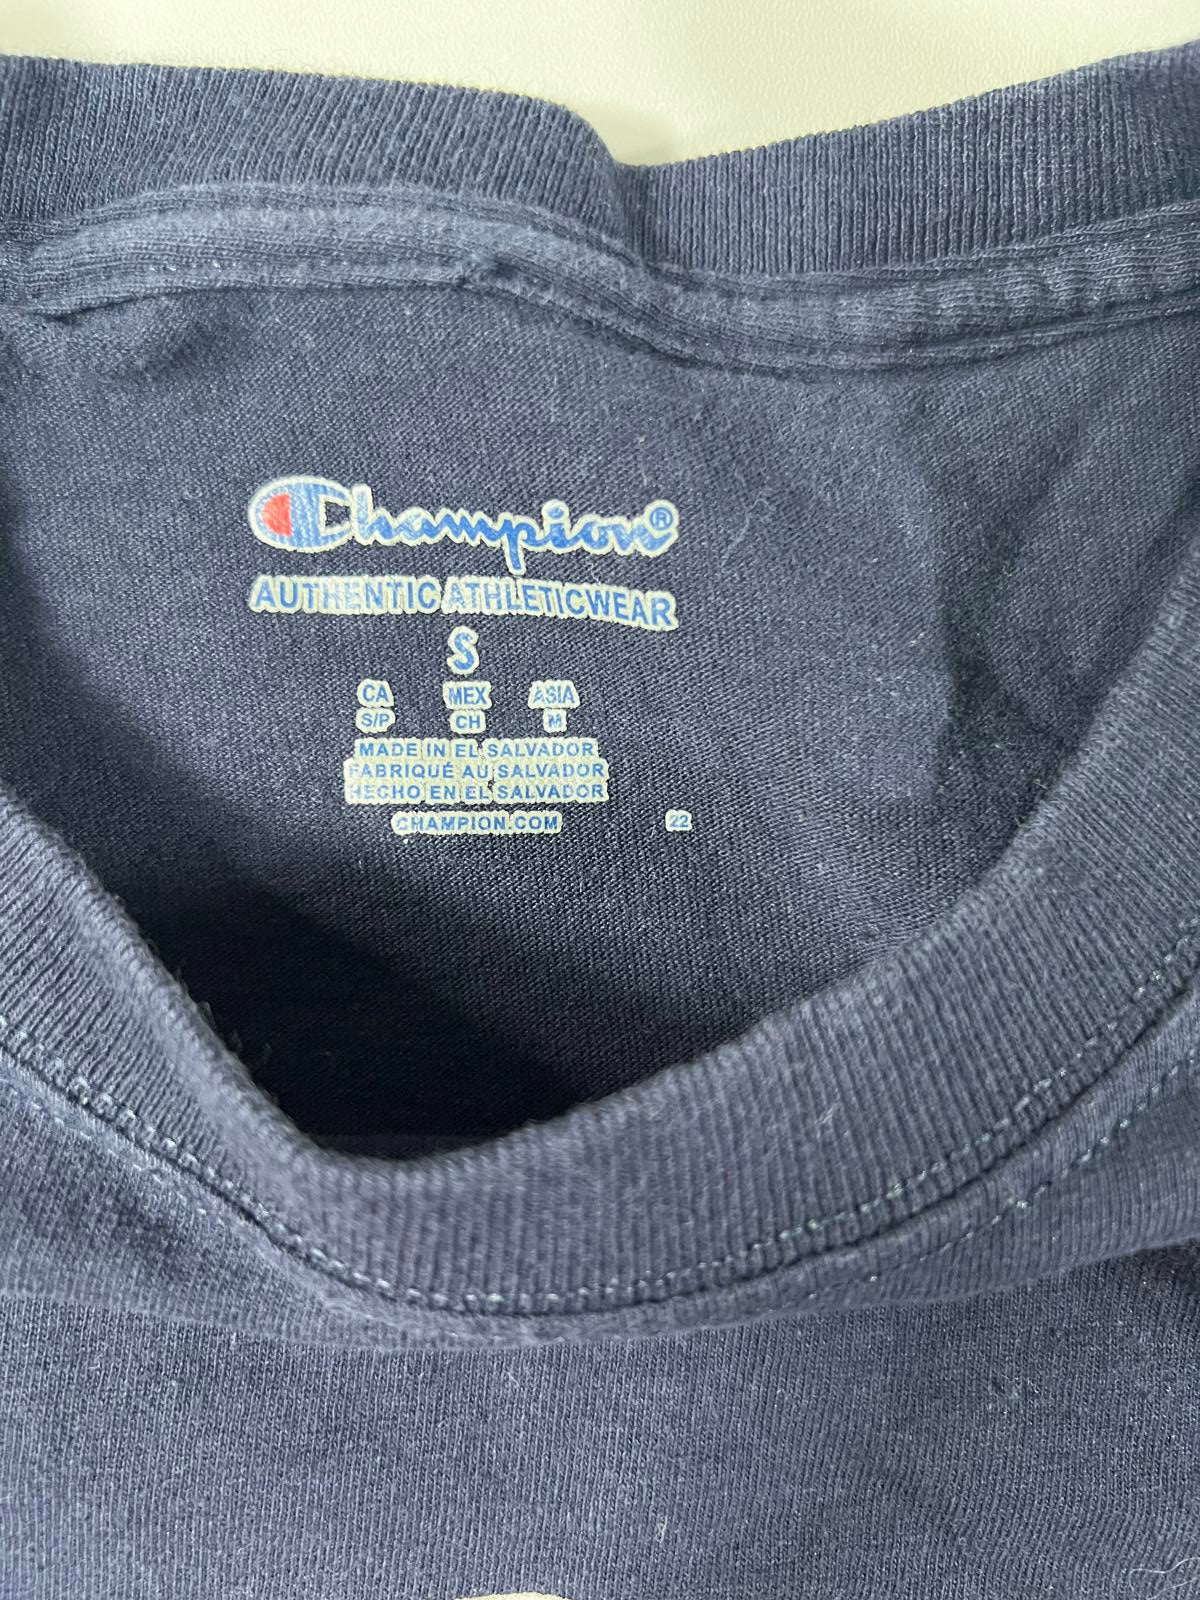 Champion®
AUTHENTIC ATHLETICWEAR
S
CA MEX ASIA
S/P CH M
MADE IN EL SALVADOR
FABRIQUÉ AU SALVADOR
HECHO EN EL SALVADOR
CHAMPION.COM 22